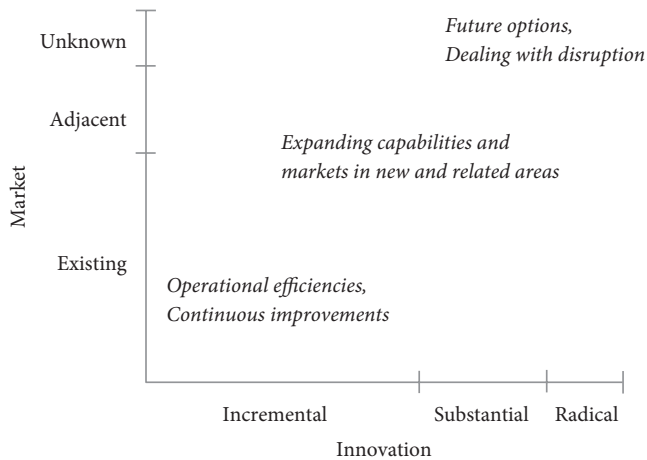 Unknown
Future options,
Dealing with disruption
Adjacent
Expanding capabilities and
markets in new and related areas
Market
Existing
Operational efficiencies,
Continuous improvements
Incremental
Substantial
Radical
Innovation